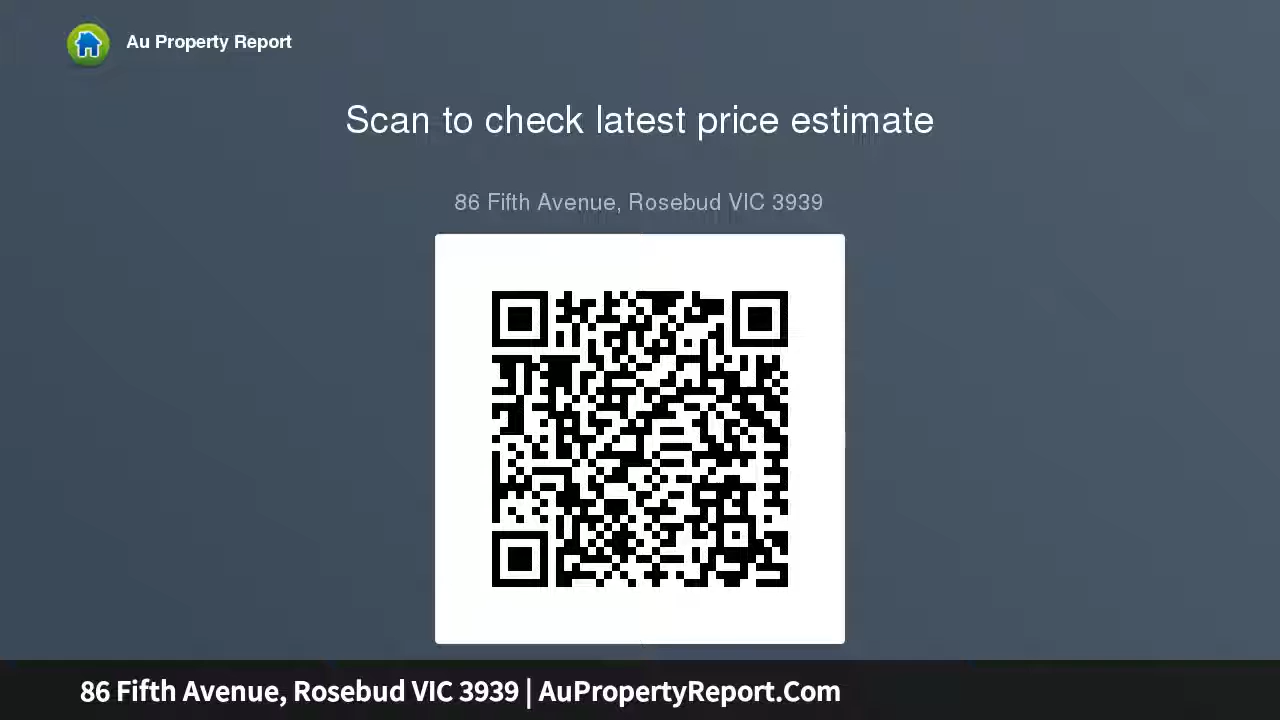 Au Property Report
Scan to check latest price estimate
86 Fifth Avenue, Rosebud VIC 3939
86 Fifth Avenue, Rosebud VIC 3939 | AuPropertyReport.Com